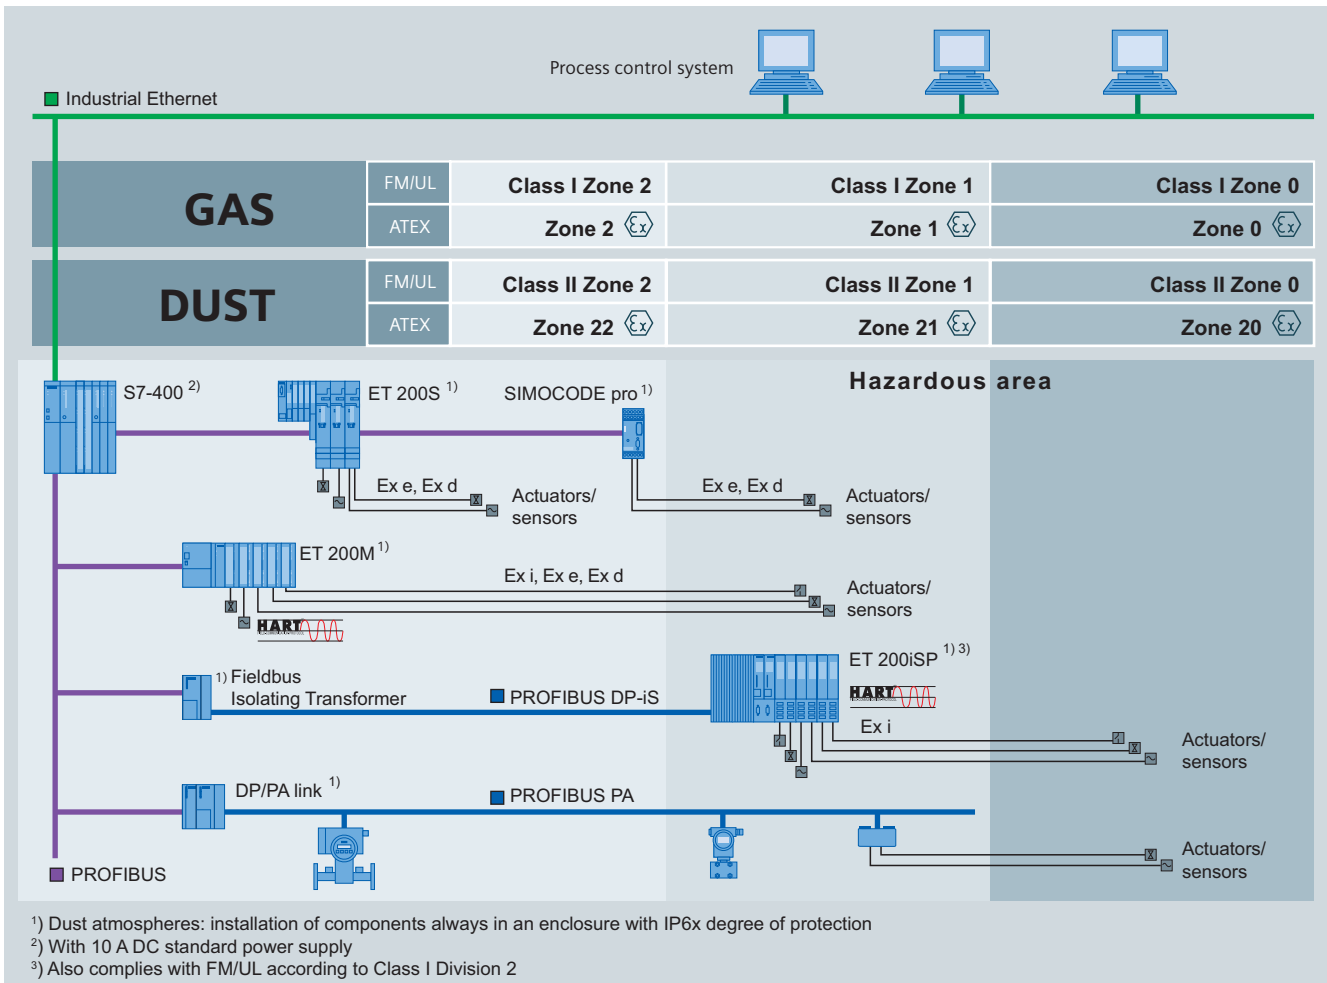 Process control system
Industrial Ethernet
GAS
FM/UL
Class I Zone 2
Class I Zone 1
Class I Zone 0
ATEX
Zone 2 Ex
Zone 1 Ex
Zone 0 Ex
DUST
FM/UL
Class II Zone 2
Class II Zone 1
Class II Zone 0
ATEX
Zone 22 Ex
Zone 21 Ex
Zone 20 Ex
Hazardous area
S7-400 2)
ET 200S 1)
SIMOCODE pro 1)
Ex e, Ex d
Actuators/
sensors
Ex e, Ex d
Actuators/
sensors
ET 200M 1)
Ex i, Ex e, Ex d
Actuators/
sensors
HART
1) Fieldbus
Isolating Transformer
PROFIBUS DP-iS
ET 200iSP 1) 3)
HART
Ex i
Actuators/
sensors
DP/PA link 1)
PROFIBUS PA
Actuators/
sensors
PROFIBUS
1) Dust atmospheres: installation of components always in an enclosure with IP6x degree of protection
2) With 10 A DC standard power supply
3) Also complies with FM/UL according to Class I Division 2